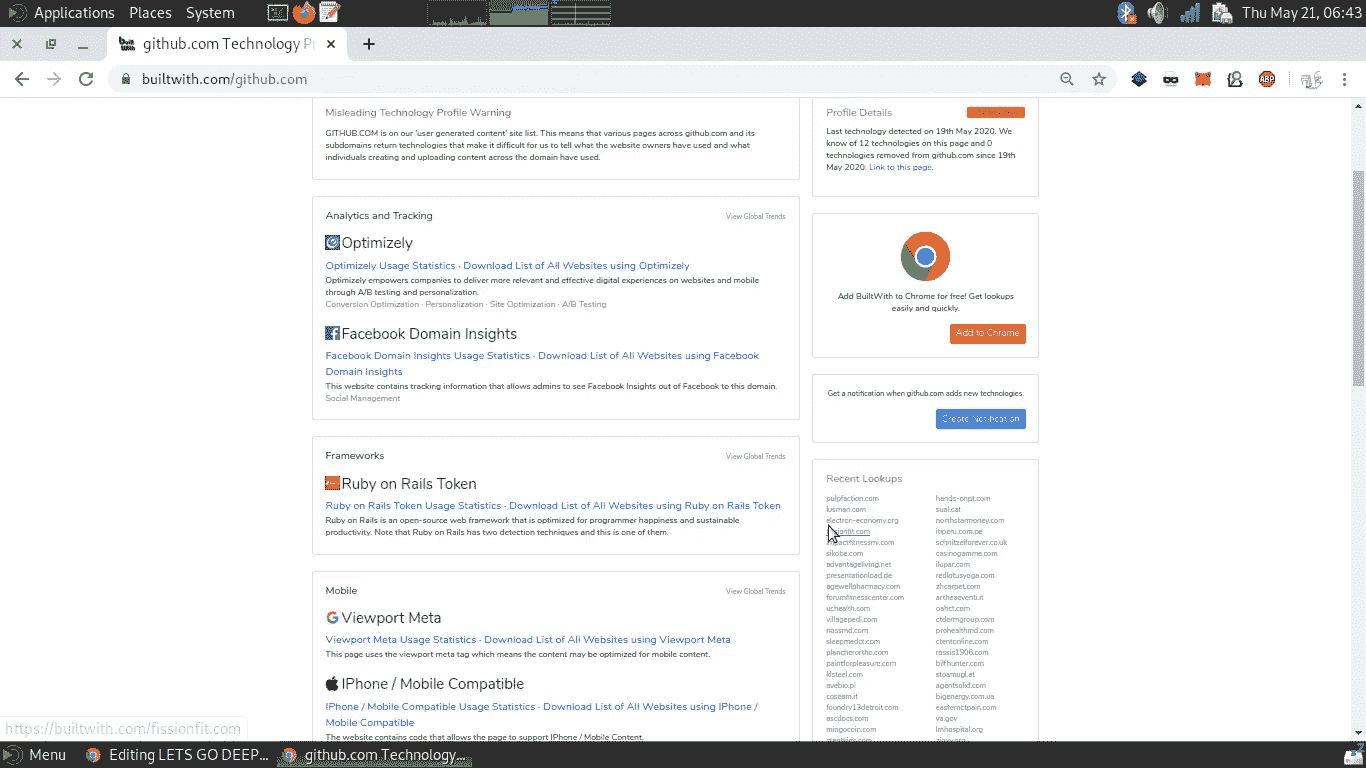 Applications Places System Thu May 21, 06:43
github.com Technology Pr
builtwith.com/github.com
Misleading Technology Profile Warning
GITHUB.COM is on our 'user generated content' site list. This means that various pages across github.com and its
subdomains return technologies that make it difficult for us to tell what the website owners have used and what
individuals creating and uploading content across the domain have used.
Analytics and Tracking View Global Trends
Optimizely
Optimizely Usage Statistics · Download List of All Websites using Optimizely
Optimizely empowers companies to deliver more relevant and effective digital experiences on websites and mobile
through A/B testing and personalization.
Conversion Optimization · Personalization · Site Optimization · A/B Testing
Facebook Domain Insights
Facebook Domain Insights Usage Statistics · Download List of All Websites using Facebook
Domain Insights
This website contains tracking information that allows admins to see Facebook Insights out of Facebook to this domain.
Social Management
Frameworks View Global Trends
Ruby on Rails Token
Ruby on Rails Token Usage Statistics · Download List of All Websites using Ruby on Rails Token
Ruby on Rails is an open-source web framework that is optimized for programmer happiness and sustainable
productivity. Note that Ruby on Rails has two detection techniques and this is one of them.
Mobile View Global Trends
Viewport Meta
Viewport Meta Usage Statistics · Download List of All Websites using Viewport Meta
This page uses the viewport meta tag which means the content may be optimized for mobile content.
IPhone / Mobile Compatible
IPhone / Mobile Compatible Usage Statistics · Download List of All Websites using IPhone /
Mobile Compatible
The website contains code that allows the page to support IPhone / Mobile Content.
Profile Details
Last technology detected on 19th May 2020. We
know of 12 technologies on this page and 0
technologies removed from github.com since 19th
May 2020. Link to this page.
Add BuiltWith to Chrome for free! Get lookups
easily and quickly.
Add to Chrome
Get a notification when github.com adds new technologies.
Create Notification
Recent Lookups
pulpfaction.com hands-onpt.com
lusman.com sual.cat
electron-economy.org northstarmoney.com
itiperu.com.pe
schnitzelforever.co.uk
sikobe.com casinogamme.com
advantageliving.net ilupar.com
presentationload.de redlotusyoga.com
agewellpharmacy.com zhcarpet.com
forumfitnesscenter.com artheaeventi.it
uchealth.com oahct.com
villagepedi.com ctdermgroup.com
nossmd.com prohealthmd.com
sleepmedct.com ctentonline.com
plancherortho.com rossis1906.com
paintforpleasure.com biffhunter.com
klsteel.com stoamugl.at
avebio.pl agentsolid.com
coseam.it bigenergy.com.ua
foundry13detroit.com easternctpain.com
ascdocs.com va.gov
mingocoin.com lmhospital.org
https://builtwith.com/fissionfit.com
Menu Editing LETS GO DEEP... github.com Technology...
ABP